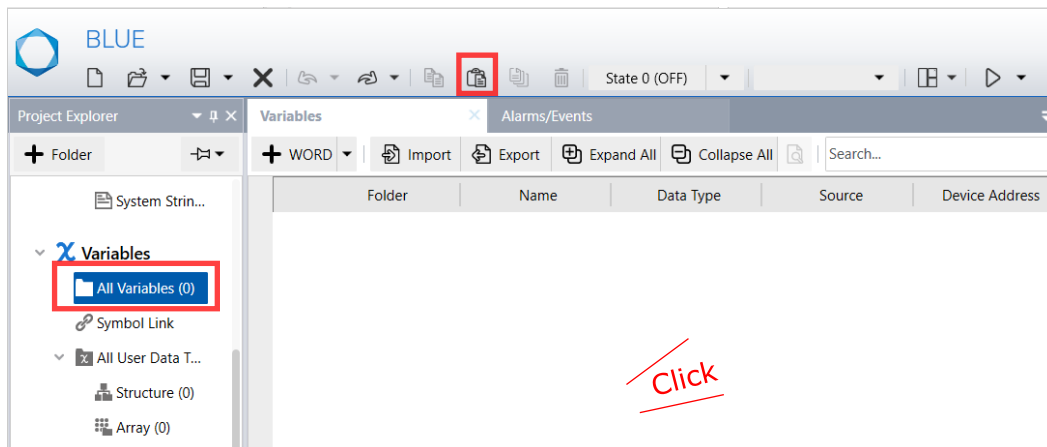 BLUE
State 0 (OFF)
Project Explorer
Variables
Alarms/Events
Folder
WORD
Import
Export
Expand All
Collapse All
Search...
Folder
Name
Data Type
Source
Device Address
System Strin...
Variables
All Variables (0)
Symbol Link
All User Data T...
Structure (0)
Array (0)
Click